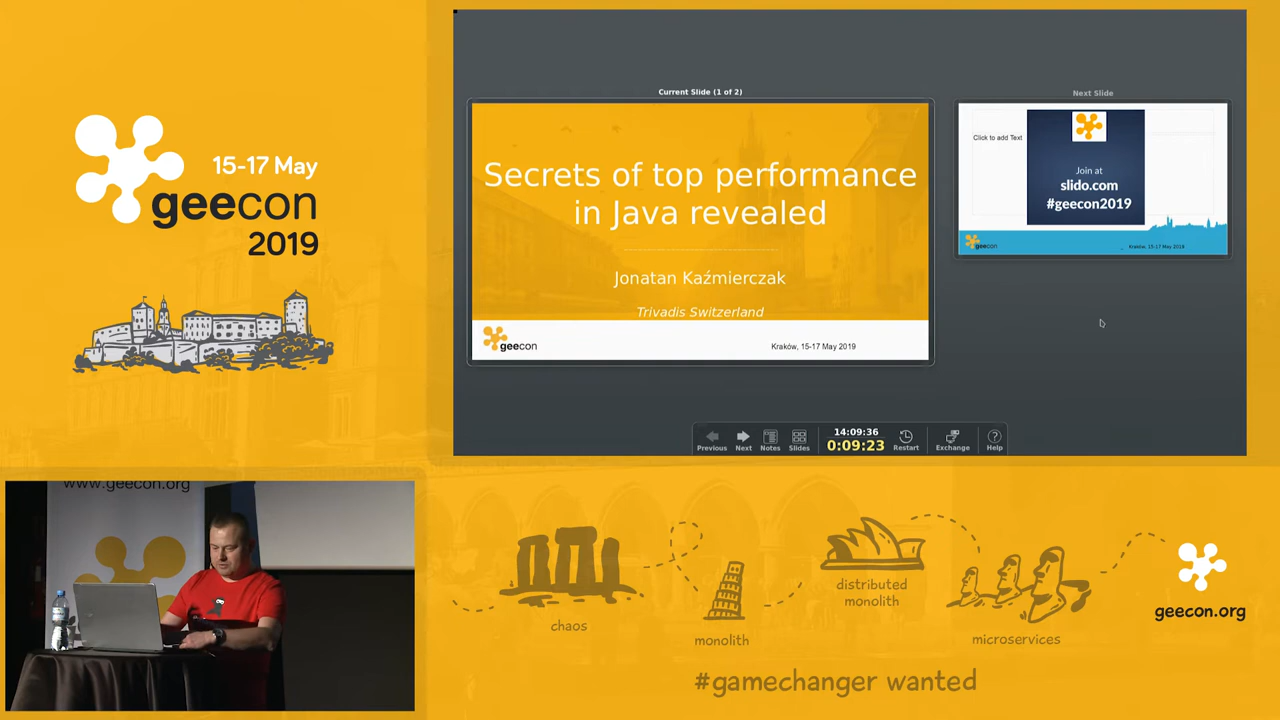 15-17 May
geecon
2019
Current Slide (1 of 2)
Secrets of top performance
in Java revealed
Jonatan Kaźmierczak
Trivadis Switzerland
geecon
Kraków, 15-17 May 2019
Next Slide
Click to add Text
Join at
slido.com
#geecon2019
geecon
Kraków, 15-17 May 2019
Previous
Next
Notes
Slides
14:09:36
0:09:23
Restart
Exchange
Help
www.geecon.org
chaos
monolith
distributed
monolith
microservices
geecon.org
#gamechanger wanted